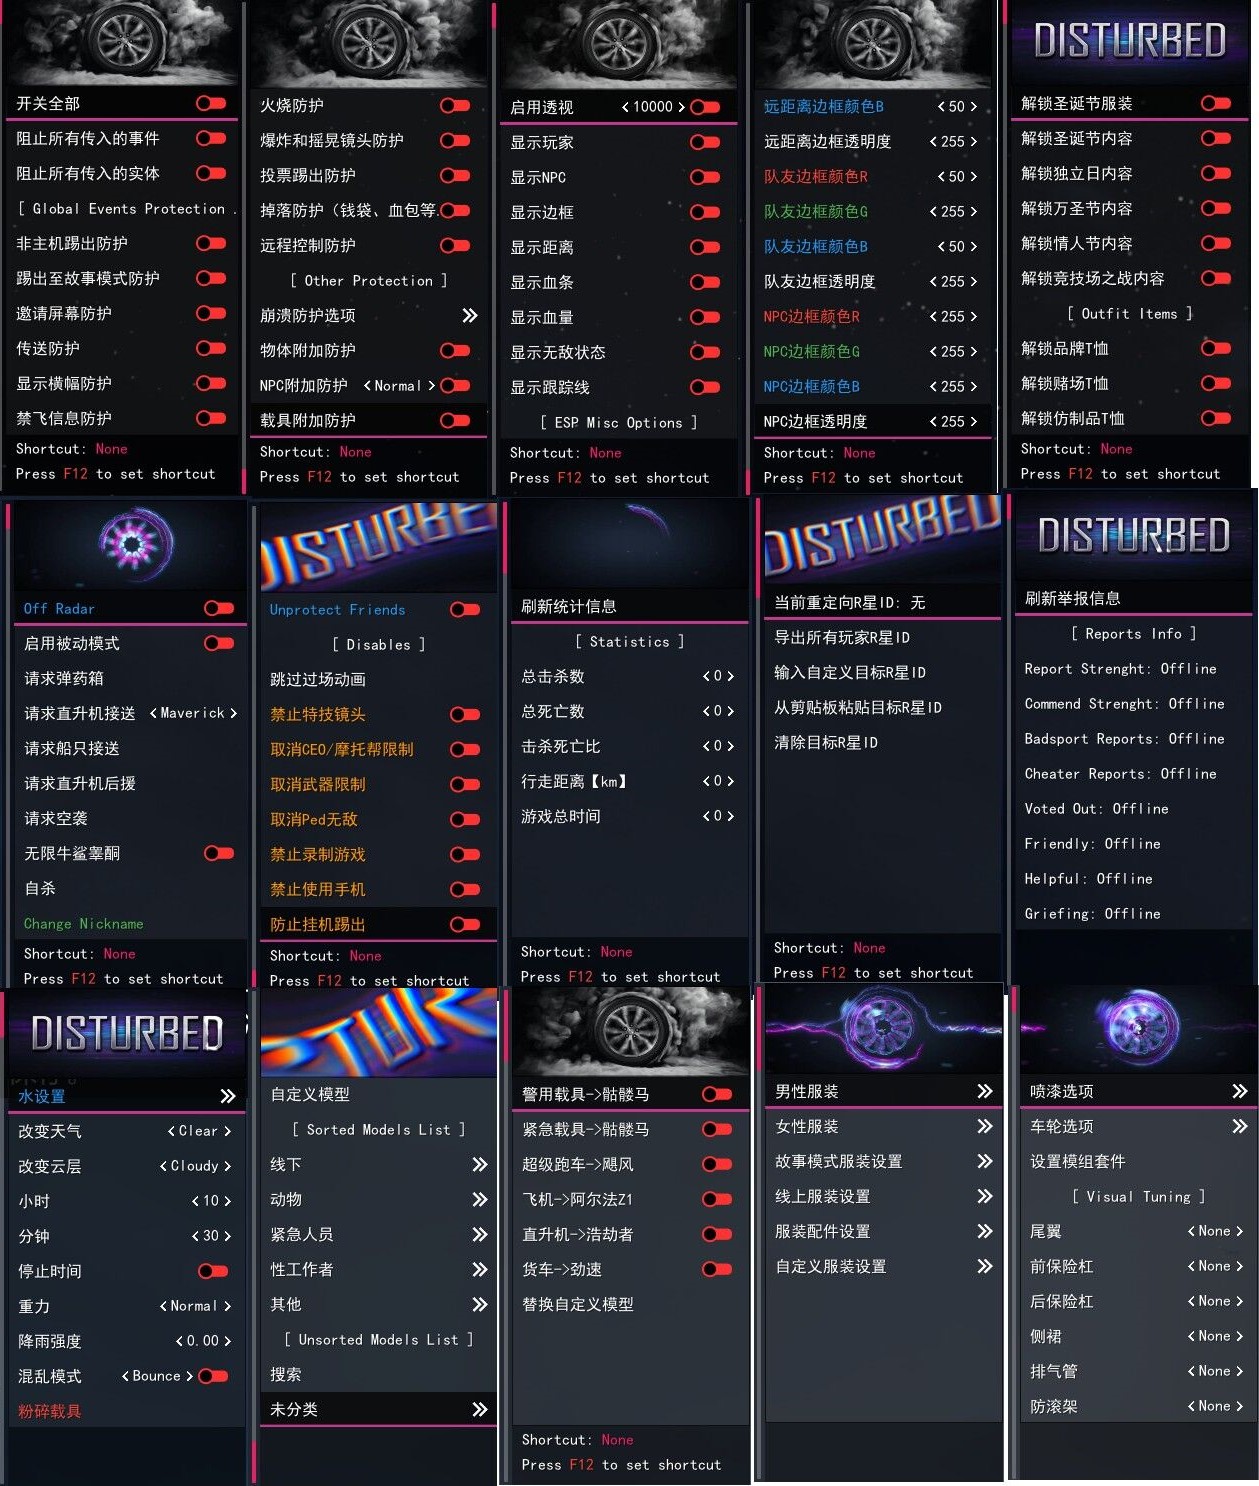 开关全部
阻止所有传入的事件
阻止所有传入的实体
[ Global Events Protection .
非主机踢出防护
踢出至故事模式防护
邀请屏幕防护
传送防护
显示横幅防护
禁飞信息防护
Shortcut: None
Press F12 to set shortcut
火烧防护
爆炸和摇晃镜头防护
投票踢出防护
掉落防护（钱袋、血包等.
远程控制防护
[ Other Protection ]
崩溃防护选项
物体附加防护
NPC附加防护 <Normal>
载具附加防护
Shortcut: None
Press F12 to set shortcut
启用透视 <10000>
显示玩家
显示NPC
显示边框
显示距离
显示血条
显示血量
显示无敌状态
显示跟踪线
[ ESP Misc Options ]
Shortcut: None
Press F12 to set shortcut
远距离边框颜色B <50>
远距离边框透明度 <255>
队友边框颜色R <50>
队友边框颜色G <255>
队友边框颜色B <50>
队友边框透明度 <255>
NPC边框颜色R <255>
NPC边框颜色G <255>
NPC边框颜色B <255>
NPC边框透明度 <255>
Shortcut: None
Press F12 to set shortcut
DISTURBED
解锁圣诞节服装
解锁圣诞节内容
解锁独立日内容
解锁万圣节内容
解锁情人节内容
解锁竞技场之战内容
[ Outfit Items ]
解锁品牌T恤
解锁赌场T恤
解锁仿制品T恤
Shortcut: None
Press F12 to set shortcut
Off Radar
启用被动模式
请求弹药箱
请求直升机接送 <Maverick>
请求船只接送
请求直升机后援
请求空袭
无限牛鲨睾酮
自杀
Change Nickname
Shortcut: None
Press F12 to set shortcut
DISTURBE
Unprotect Friends
[ Disables ]
跳过过场动画
禁止特技镜头
取消CEO/摩托帮限制
取消武器限制
取消Ped无敌
禁止录制游戏
禁止使用手机
防止挂机踢出
Shortcut: None
Press F12 to set shortcut
刷新统计信息
[ Statistics ]
总击杀数 <0>
总死亡数 <0>
击杀死亡比 <0>
行走距离【km】 <0>
游戏总时间 <0>
Shortcut: None
Press F12 to set shortcut
DISTURBED
当前重定向R星ID: 无
导出所有玩家R星ID
输入自定义目标R星ID
从剪贴板粘贴目标R星ID
清除目标R星ID
Shortcut: None
Press F12 to set shortcut
DISTURBED
刷新举报信息
[ Reports Info ]
Report Strenght: Offline
Commend Strenght: Offline
Badsport Reports: Offline
Cheater Reports: Offline
Voted Out: Offline
Friendly: Offline
Helpful: Offline
Griefing: Offline
DISTURBED
水设置
改变天气 <Clear>
改变云层 <Cloudy>
小时 <10>
分钟 <30>
停止时间
重力 <Normal>
降雨强度 <0.00>
混乱模式 <Bounce>
粉碎载具
TUR
自定义模型
[ Sorted Models List ]
线下
动物
紧急人员
性工作者
其他
[ Unsorted Models List ]
搜索
未分类
警用载具->骷髅马
紧急载具->骷髅马
超级跑车->飓风
飞机->阿尔法Z1
直升机->浩劫者
货车->劲速
替换自定义模型
Shortcut: None
Press F12 to set shortcut
男性服装
女性服装
故事模式服装设置
线上服装设置
服装配件设置
自定义服装设置
喷漆选项
车轮选项
设置模组套件
[ Visual Tuning ]
尾翼 <None>
前保险杠 <None>
后保险杠 <None>
侧裙 <None>
排气管 <None>
防滚架 <None>